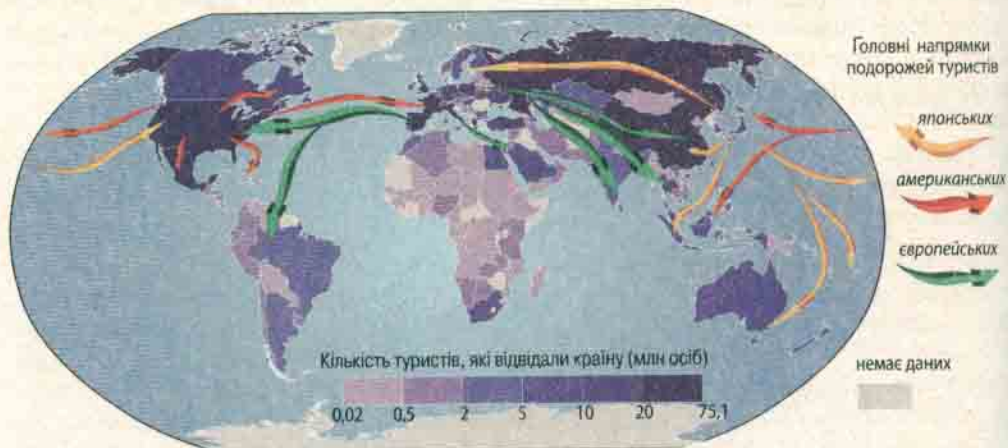 Головні напрямки
подорожей туристів
японських
американських
європейських
Кількість туристів, які відвідали країну (млн осіб)
0,02 0,5 2 5 10 20 75,1
немає даних